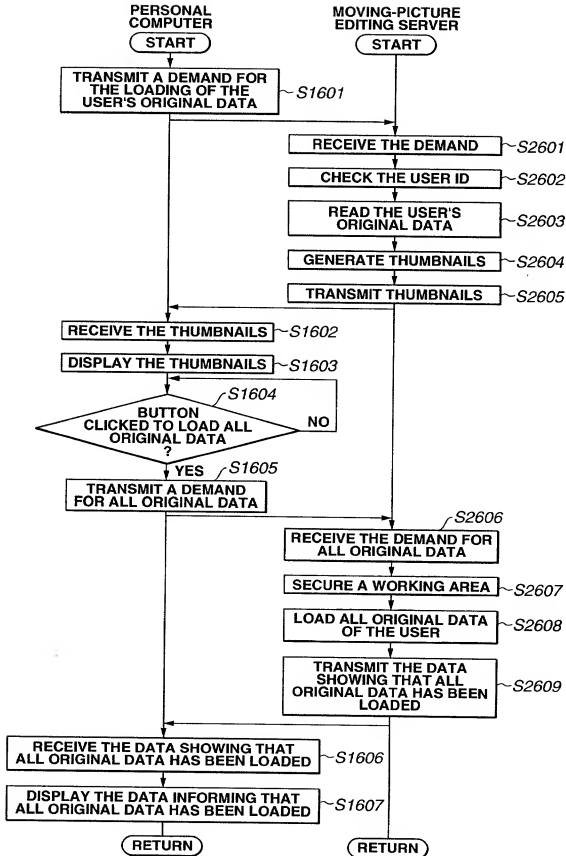 PERSONAL
COMPUTER
MOVING-PICTURE
EDITING SERVER
START
START
TRANSMIT A DEMAND FOR
THE LOADING OF THE
USER'S ORIGINAL DATA
S1601
RECEIVE THE DEMAND
S2601
CHECK THE USER ID
S2602
READ THE USER'S
ORIGINAL DATA
S2603
GENERATE THUMBNAILS
S2604
TRANSMIT THUMBNAILS
S2605
RECEIVE THE THUMBNAILS
S1602
DISPLAY THE THUMBNAILS
S1603
S1604
BUTTON
CLICKED TO LOAD ALL
ORIGINAL DATA
?
NO
YES
S1605
TRANSMIT A DEMAND
FOR ALL ORIGINAL DATA
S2606
RECEIVE THE DEMAND FOR
ALL ORIGINAL DATA
SECURE A WORKING AREA
S2607
LOAD ALL ORIGINAL DATA
OF THE USER
S2608
TRANSMIT THE DATA
SHOWING THAT ALL
ORIGINAL DATA HAS BEEN
LOADED
S2609
RECEIVE THE DATA SHOWING THAT
ALL ORIGINAL DATA HAS BEEN LOADED
S1606
DISPLAY THE DATA INFORMING THAT
ALL ORIGINAL DATA HAS BEEN LOADED
S1607
RETURN
RETURN